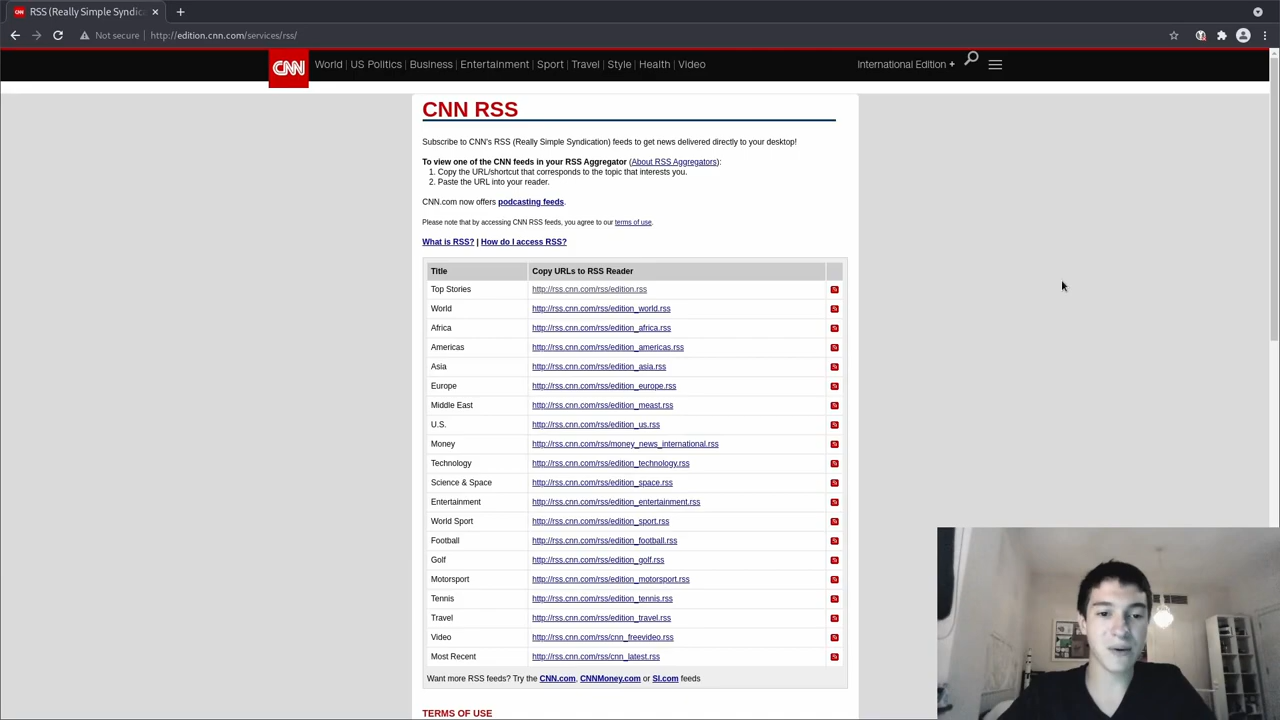 RSS (Really Simple Syndica
Not secure
http://edition.cnn.com/services/rss/
CNN
World | US Politics | Business | Entertainment | Sport | Travel | Style | Health | Video
International Edition +
CNN RSS
Subscribe to CNN's RSS (Really Simple Syndication) feeds to get news delivered directly to your desktop!
To view one of the CNN feeds in your RSS Aggregator (About RSS Aggregators):
1. Copy the URL/shortcut that corresponds to the topic that interests you.
2. Paste the URL into your reader.
CNN.com now offers podcasting feeds.
Please note that by accessing CNN RSS feeds, you agree to our terms of use.
What is RSS? | How do I access RSS?
Title Copy URLs to RSS Reader
Top Stories http://rss.cnn.com/rss/edition.rss
World http://rss.cnn.com/rss/edition_world.rss
Africa http://rss.cnn.com/rss/edition_africa.rss
Americas http://rss.cnn.com/rss/edition_americas.rss
Asia http://rss.cnn.com/rss/edition_asia.rss
Europe http://rss.cnn.com/rss/edition_europe.rss
Middle East http://rss.cnn.com/rss/edition_meast.rss
U.S. http://rss.cnn.com/rss/edition_us.rss
Money http://rss.cnn.com/rss/money_news_international.rss
Technology http://rss.cnn.com/rss/edition_technology.rss
Science & Space http://rss.cnn.com/rss/edition_space.rss
Entertainment http://rss.cnn.com/rss/edition_entertainment.rss
World Sport http://rss.cnn.com/rss/edition_sport.rss
Football http://rss.cnn.com/rss/edition_football.rss
Golf http://rss.cnn.com/rss/edition_golf.rss
Motorsport http://rss.cnn.com/rss/edition_motorsport.rss
Tennis http://rss.cnn.com/rss/edition_tennis.rss
Travel http://rss.cnn.com/rss/edition_travel.rss
Video http://rss.cnn.com/rss/cnn_freevideo.rss
Most Recent http://rss.cnn.com/rss/cnn_latest.rss
Want more RSS feeds? Try the CNN.com, CNNMoney.com or SI.com feeds
TERMS OF USE